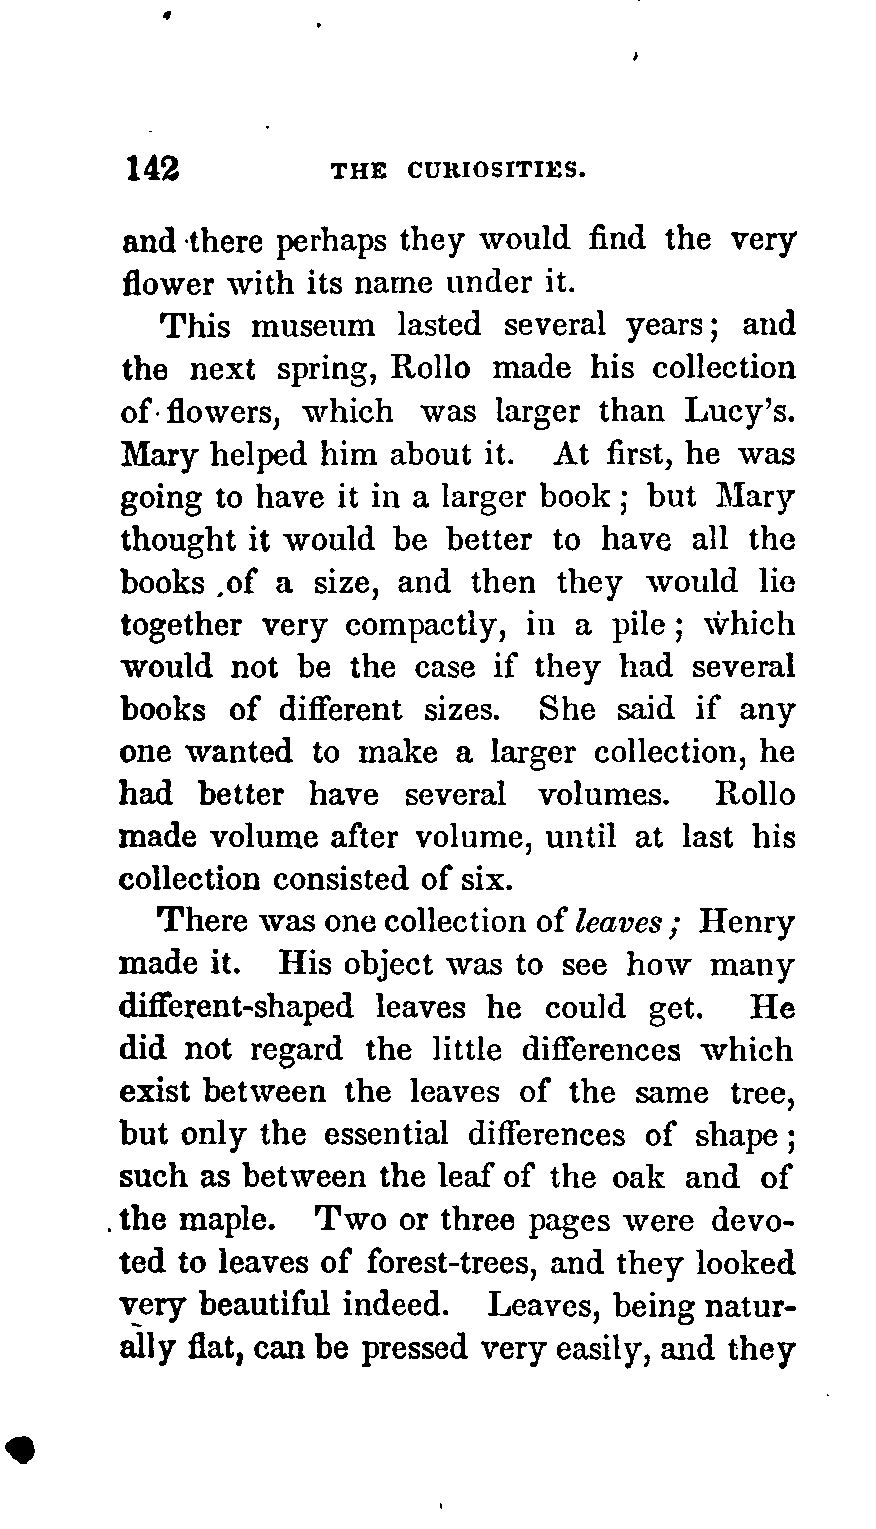 142 THE CURIOSITIES.
and there perhaps they would find the very
flower with its name under it.
This museum lasted several years; and
the next spring, Rollo made his collection
of flowers, which was larger than Lucy's.
Mary helped him about it. At first, he was
going to have it in a larger book; but Mary
thought it would be better to have all the
books of a size, and then they would lie
together very compactly, in a pile; which
would not be the case if they had several
books of different sizes. She said if any
one wanted to make a larger collection, he
had better have several volumes. Rollo
made volume after volume, until at last his
collection consisted of six.
There was one collection of leaves; Henry
made it. His object was to see how many
different-shaped leaves he could get. He
did not regard the little differences which
exist between the leaves of the same tree,
but only the essential differences of shape;
such as between the leaf of the oak and of
the maple. Two or three pages were devo-
ted to leaves of forest-trees, and they looked
very beautiful indeed. Leaves, being natur-
ally flat, can be pressed very easily, and they